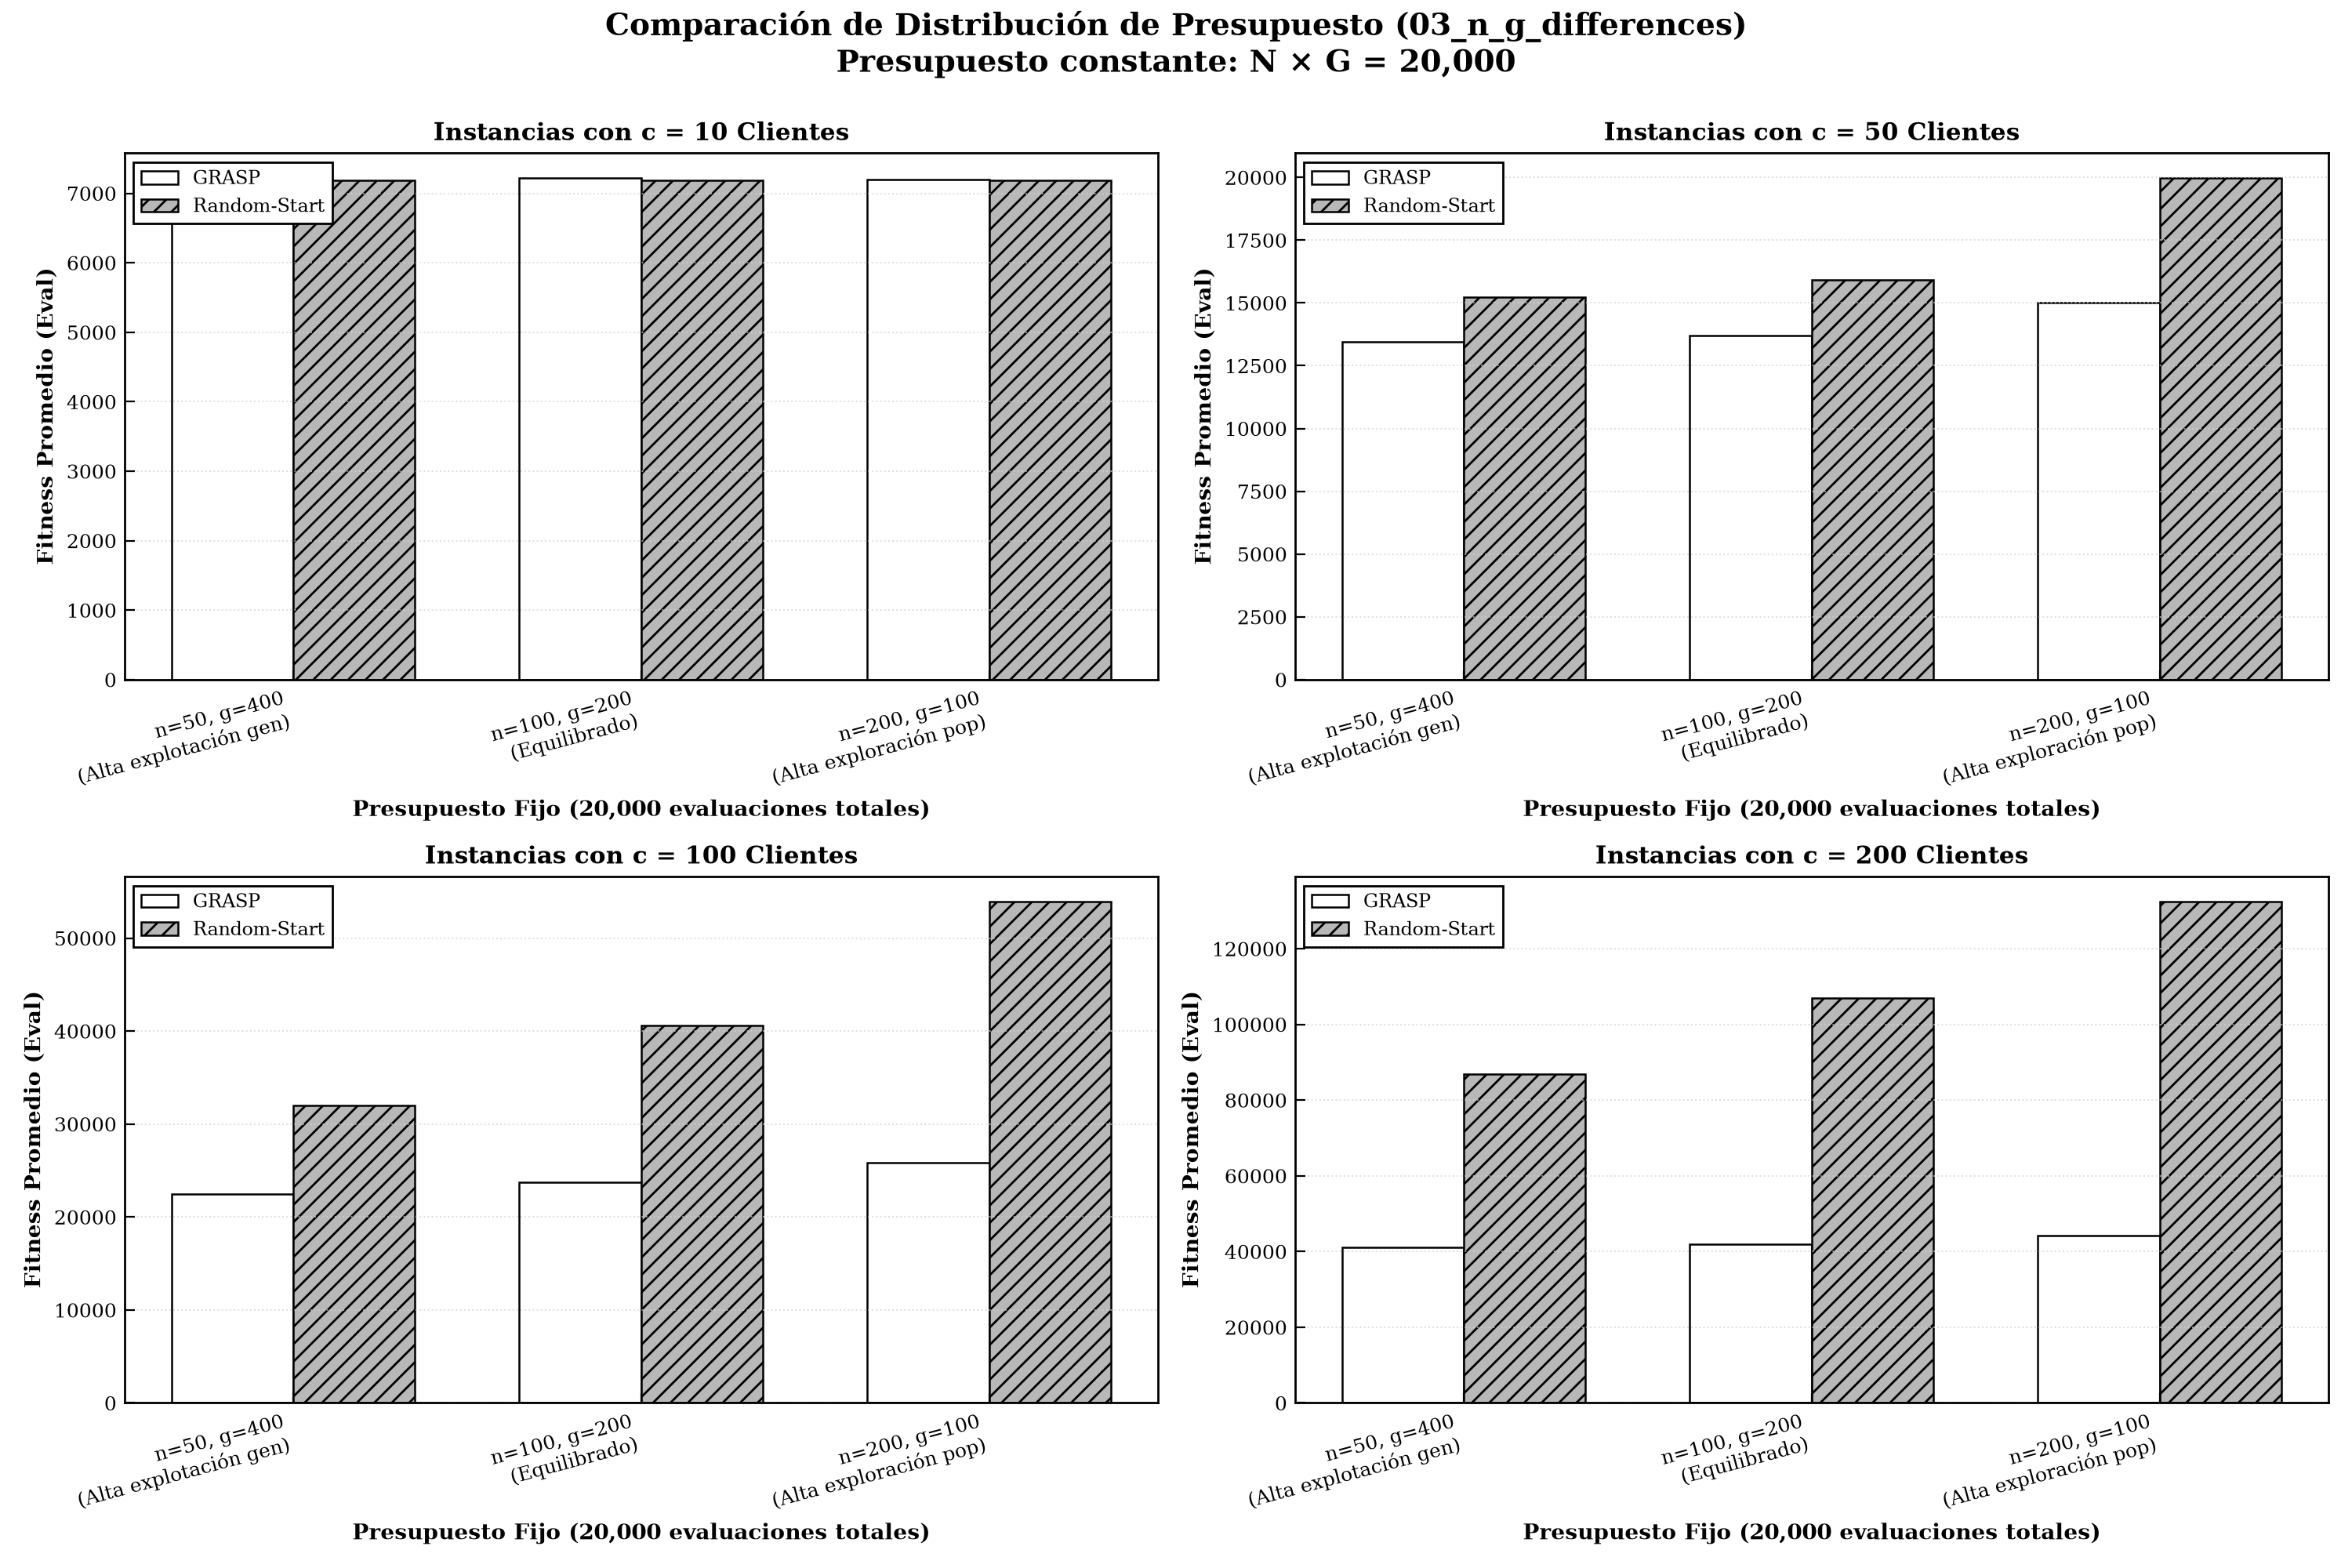 Comparación de Distribución de Presupuesto (03_n_g_differences)
Presupuesto constante: N × G = 20,000
Instancias con c = 10 Clientes
GRASP
Random-Start
Fitness Promedio (Eval)
7000
6000
5000
4000
3000
2000
1000
0
n=50, g=400
(Alta explotación gen)
n=100, g=200
(Equilibrado)
n=200, g=100
(Alta exploración pop)
Presupuesto Fijo (20,000 evaluaciones totales)
Instancias con c = 50 Clientes
GRASP
Random-Start
Fitness Promedio (Eval)
20000
17500
15000
12500
10000
7500
5000
2500
0
n=50, g=400
(Alta explotación gen)
n=100, g=200
(Equilibrado)
n=200, g=100
(Alta exploración pop)
Presupuesto Fijo (20,000 evaluaciones totales)
Instancias con c = 100 Clientes
GRASP
Random-Start
Fitness Promedio (Eval)
50000
40000
30000
20000
10000
0
n=50, g=400
(Alta explotación gen)
n=100, g=200
(Equilibrado)
n=200, g=100
(Alta exploración pop)
Presupuesto Fijo (20,000 evaluaciones totales)
Instancias con c = 200 Clientes
GRASP
Random-Start
Fitness Promedio (Eval)
120000
100000
80000
60000
40000
20000
0
n=50, g=400
(Alta explotación gen)
n=100, g=200
(Equilibrado)
n=200, g=100
(Alta exploración pop)
Presupuesto Fijo (20,000 evaluaciones totales)